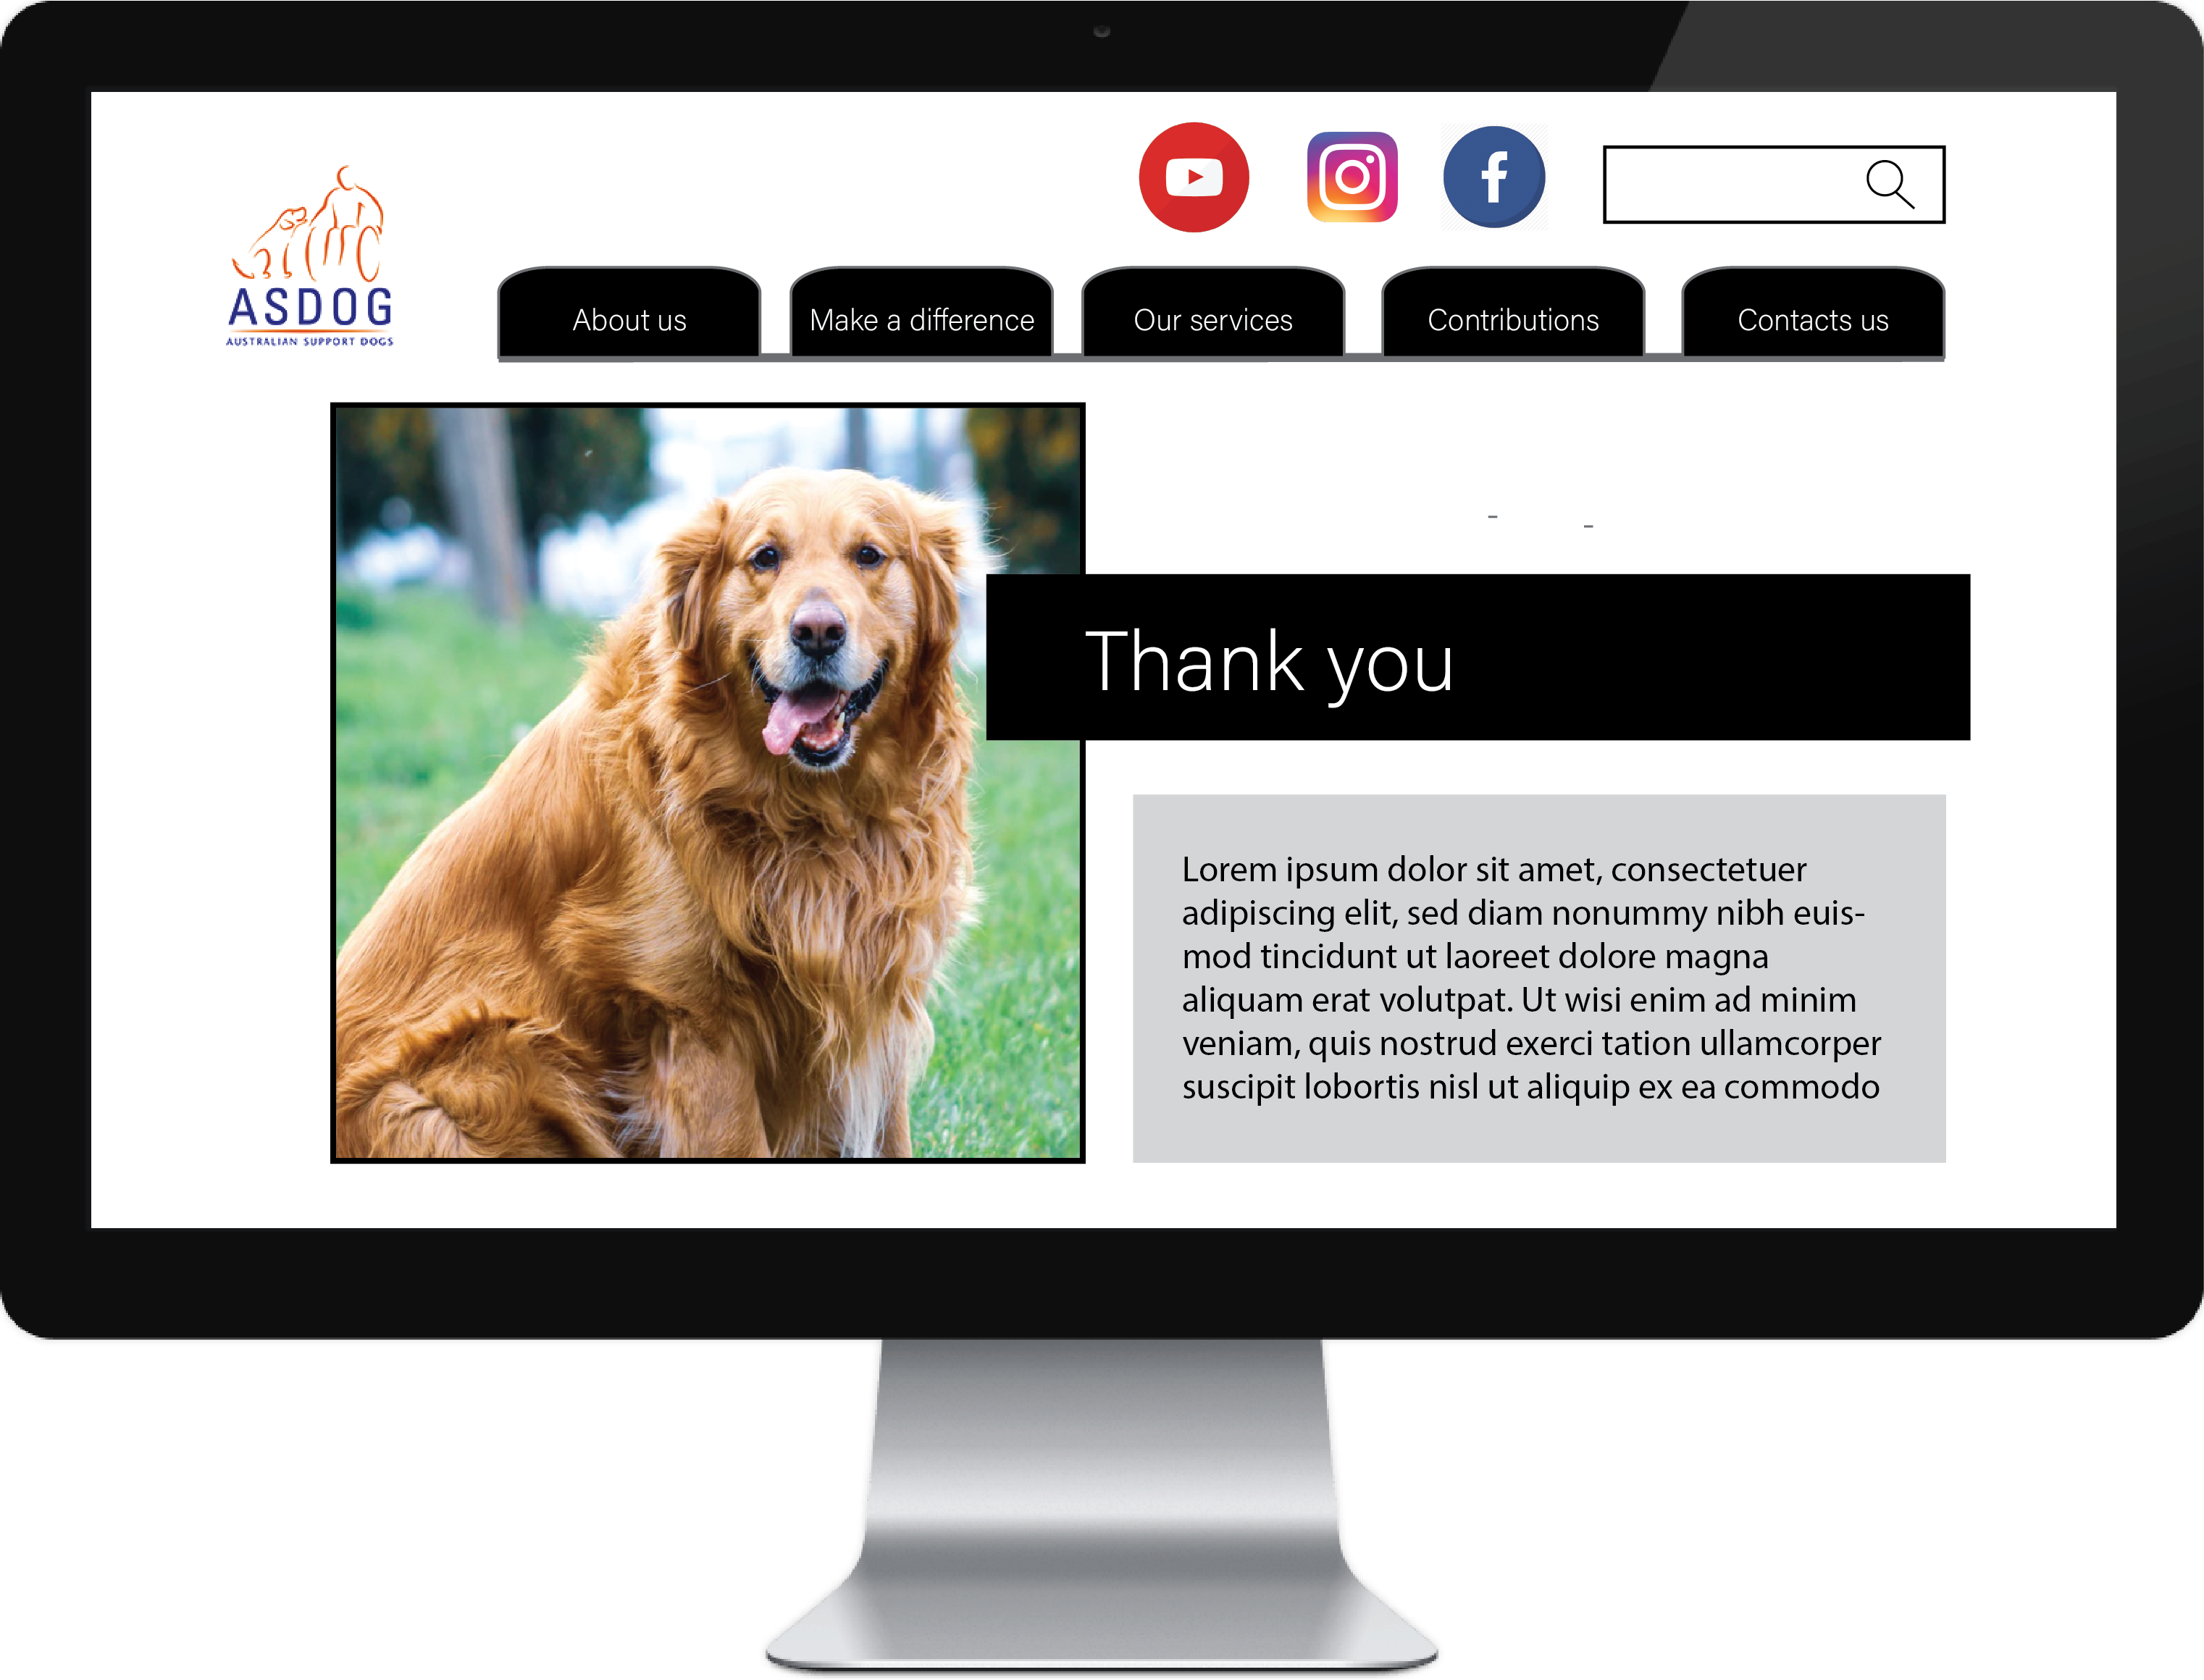 ASDOG
AUSTRALIAN SUPPORT DOGS
About us
Make a difference
Our services
Contributions
Contacts us
Thank you
Lorem ipsum dolor sit amet, consectetuer
adipiscing elit, sed diam nonummy nibh euis-
mod tincidunt ut laoreet dolore magna
aliquam erat volutpat. Ut wisi enim ad minim
veniam, quis nostrud exerci tation ullamcorper
suscipit lobortis nisl ut aliquip ex ea commodo